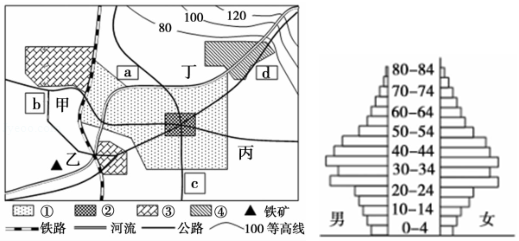 100
120
80
a
丁
d
b
甲
乙
丙
c
① ② ③ ④ 铁矿
铁路 河流 公路 100 等高线
80–84
70–74
60–64
50–54
40–44
30–34
20–24
10–14
0–4
男 女